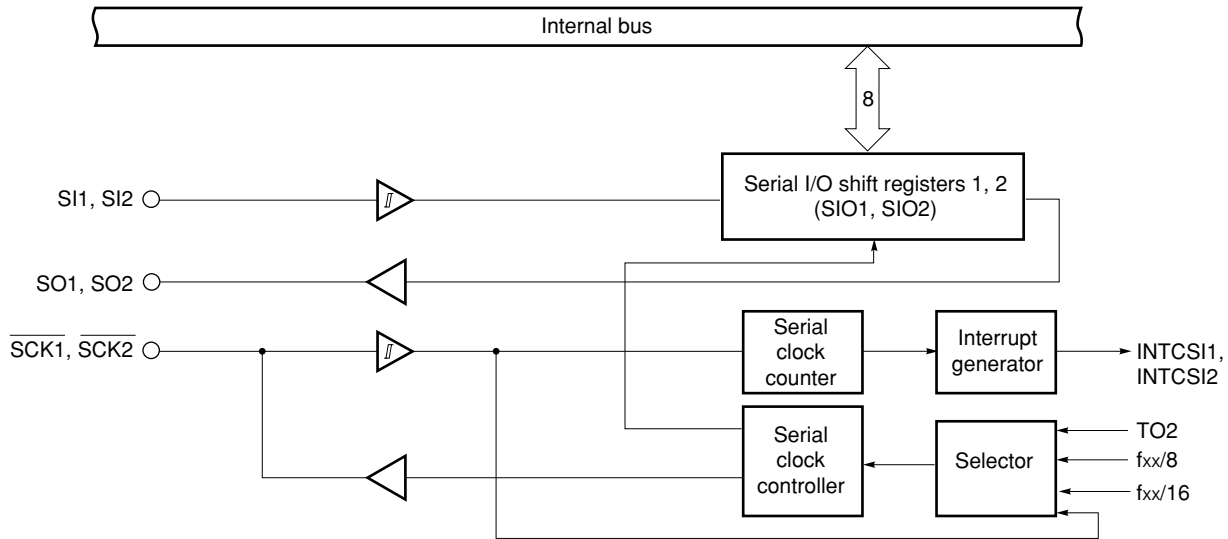 Internal bus
8
Serial I/O shift registers 1, 2
(SIO1, SIO2)
SI1, SI2
SO1, SO2
SCK1, SCK2
Serial
clock
counter
Interrupt
generator
INTCSI1,
INTCSI2
Serial
clock
controller
Selector
TO2
fxx/8
fxx/16